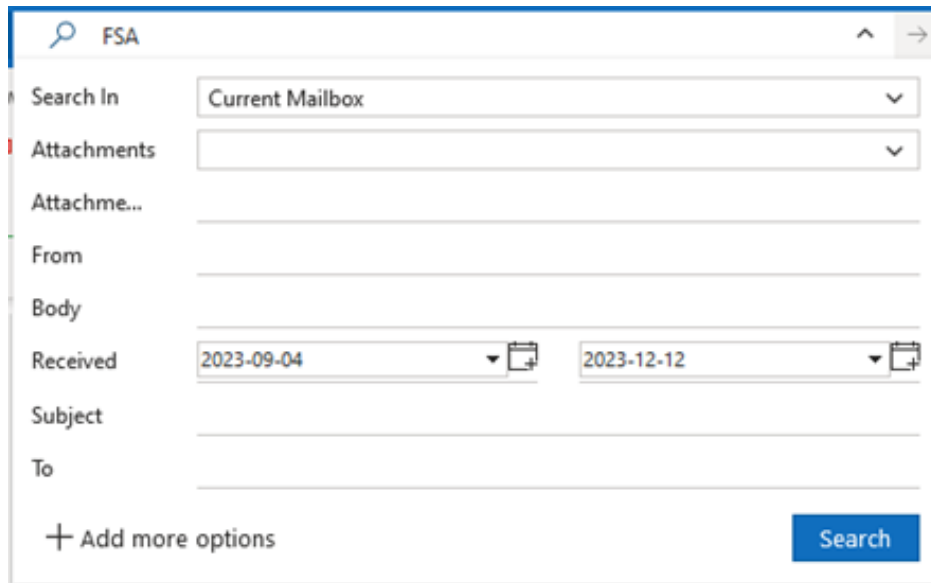 FSA
Search In Current Mailbox
Attachments
Attachme...
From
Body
Received 2023-09-04 2023-12-12
Subject
To
Add more options Search